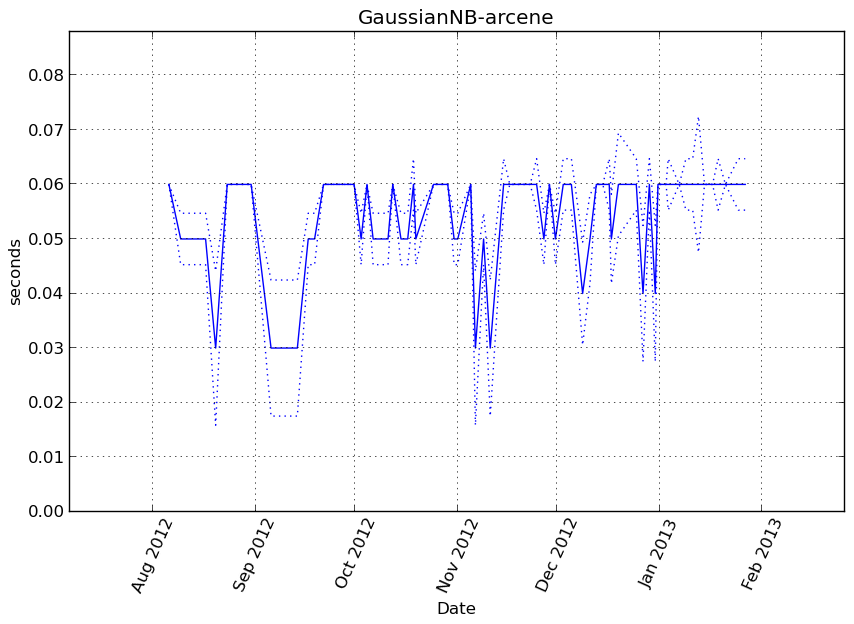 GaussianNB-arcene
0.08
0.07
0.06
0.05
0.04
0.03
0.02
0.01
0.00
seconds
Aug 2012
Sep 2012
Oct 2012
Nov 2012
Dec 2012
Jan 2013
Feb 2013
Date